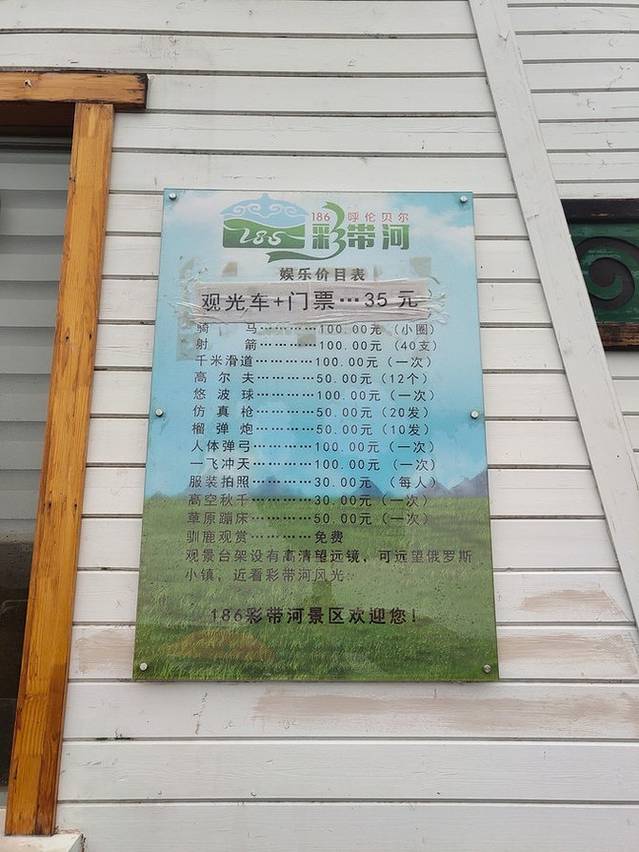 186 呼伦贝尔
186 彩带河
娱乐价目表
观光车+门票…35 元
骑 马…………100.00元（小圈）
射 箭…………100.00元（40支）
千米滑道…………100.00元（一次）
高 尔 夫…………50.00元（12个）
悠 波 球…………100.00元（一次）
仿 真 枪…………50.00元（20发）
榴 弹 炮…………50.00元（10发）
人体弹弓…………100.00元（一次）
一飞冲天…………100.00元（一次）
服装拍照…………30.00元（每人）
高空秋千…………30.00元（一次）
草原蹦床…………50.00元（一次）
驯鹿观赏…………免费
观景台架设有高清望远镜，可远望俄罗斯
小镇，近看彩带河风光。
186彩带河景区欢迎您！